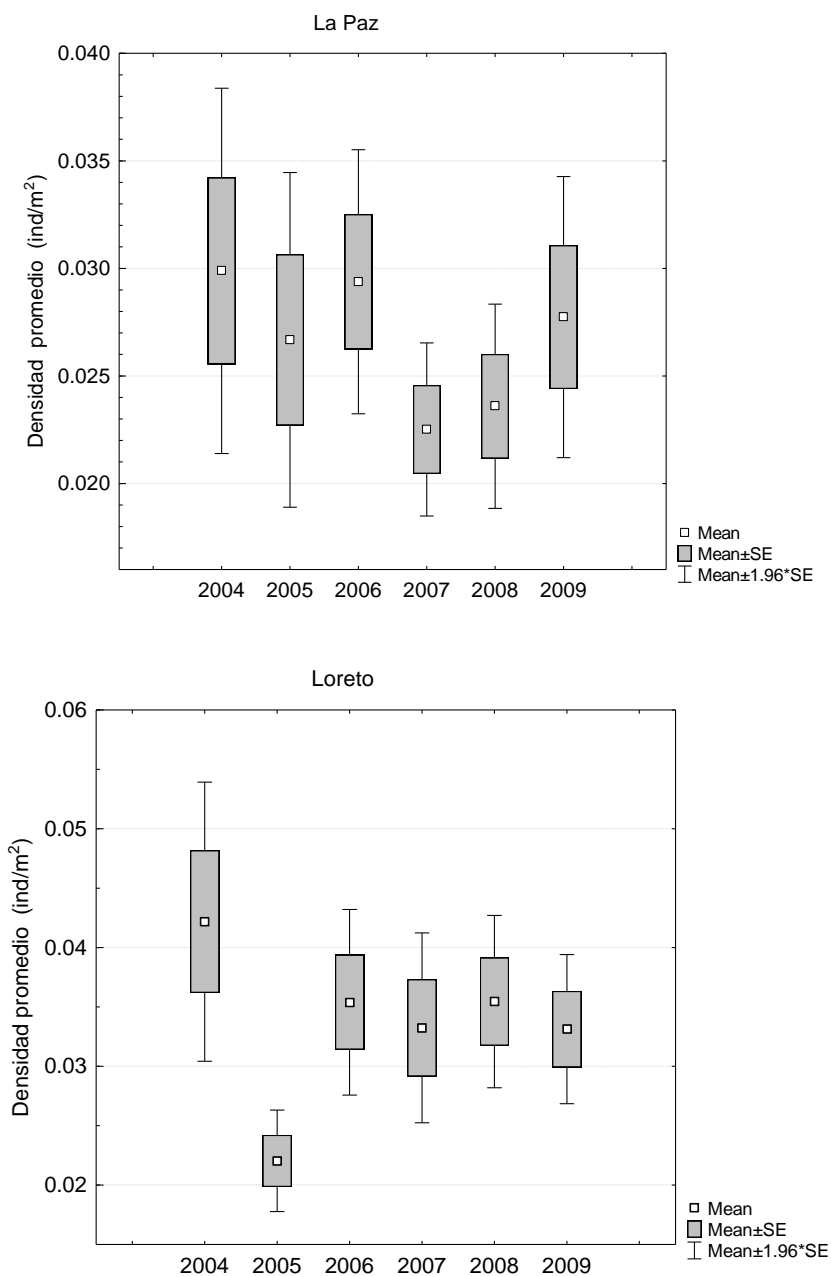 La Paz
0.040
0.035
0.030
0.025
0.020
Densidad promedio (ind/m²)
2004 2005 2006 2007 2008 2009
Mean
Mean±SE
Mean±1.96*SE
Loreto
0.06
0.05
0.04
0.03
0.02
Densidad promedio (ind/m²)
2004 2005 2006 2007 2008 2009
Mean
Mean±SE
Mean±1.96*SE